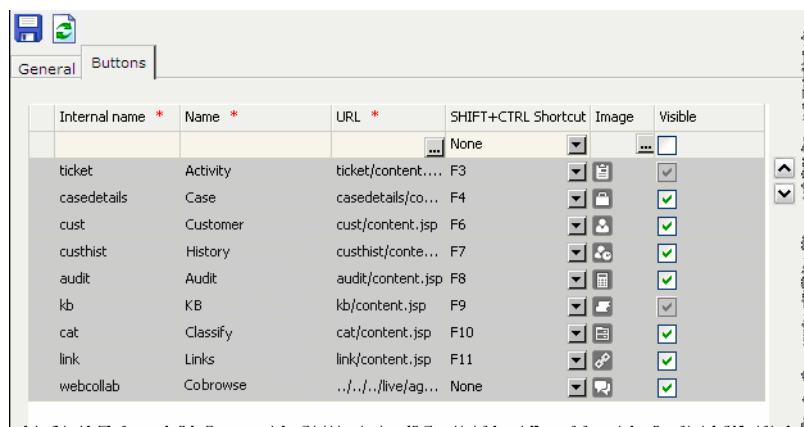 General Buttons
Internal name * Name * URL * SHIFT+CTRL Shortcut Image Visible
... None ...
ticket Activity ticket/content.... F3
casedetails Case casedetails/co... F4
cust Customer cust/content.jsp F6
custhist History custhist/conte... F7
audit Audit audit/content.jsp F8
kb KB kb/content.jsp F9
cat Classify cat/content.jsp F10
link Links link/content.jsp F11
webcollab Cobrowse ../../../live/ag... None